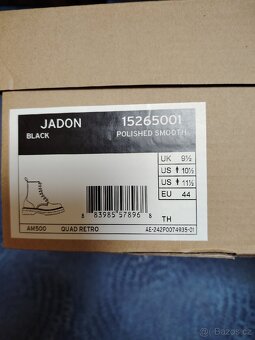 JADON 15265001
BLACK POLISHED SMOOTH
UK 9½
US 10½
US 11½
EU 44
8 83985 57896 8
TH
AM500 QUAD RETRO AE-242P0074935-01